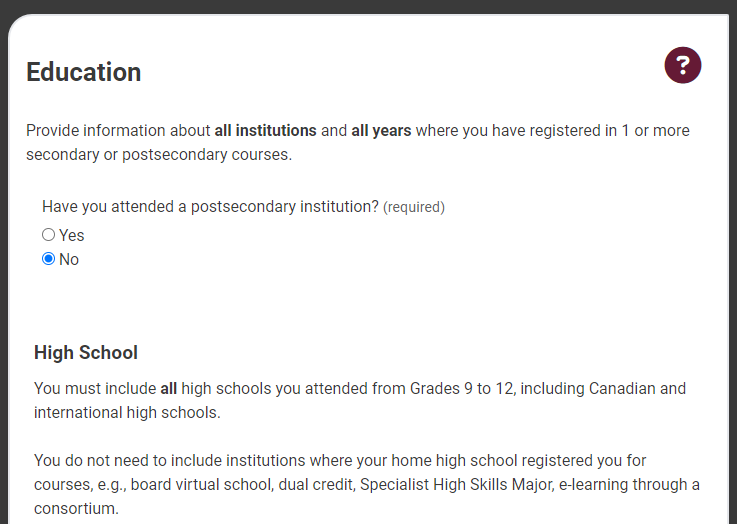 Education
?
Provide information about all institutions and all years where you have registered in 1 or more
secondary or postsecondary courses.
Have you attended a postsecondary institution? (required)
Yes
No
High School
You must include all high schools you attended from Grades 9 to 12, including Canadian and
international high schools.
You do not need to include institutions where your home high school registered you for
courses, e.g., board virtual school, dual credit, Specialist High Skills Major, e-learning through a
consortium.